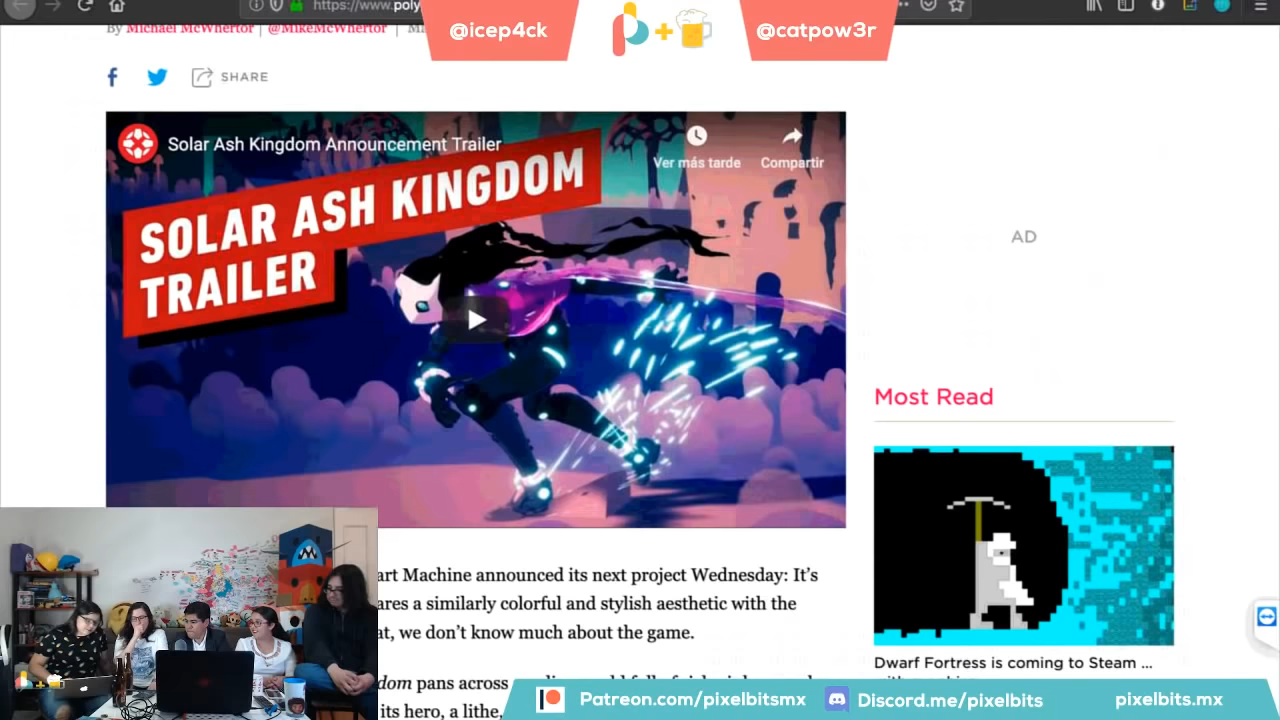 https://www.poly
@icep4ck
@catpow3r
By Michael McWhertor | @MikeMcWhertor |
SHARE
Solar Ash Kingdom Announcement Trailer
Ver más tarde
Compartir
SOLAR ASH KINGDOM
TRAILER
AD
Most Read
art Machine announced its next project Wednesday: It's
ares a similarly colorful and stylish aesthetic with the
at, we don't know much about the game.
Dwarf Fortress is coming to Steam ...
dom pans across
its hero, a lithe,
Patreon.com/pixelbitsmx
Discord.me/pixelbits
pixelbits.mx